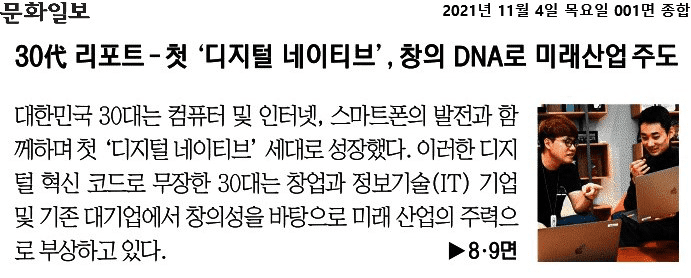 문화일보
2021년 11월 4일 목요일 001면 종합
30代 리포트 - 첫 ‘디지털 네이티브’, 창의 DNA로 미래산업 주도
대한민국 30대는 컴퓨터 및 인터넷, 스마트폰의 발전과 함
께하며 첫 ‘디지털 네이티브’ 세대로 성장했다. 이러한 디지
털 혁신 코드로 무장한 30대는 창업과 정보기술(IT) 기업
및 기존 대기업에서 창의성을 바탕으로 미래 산업의 주력으
로 부상하고 있다.
▶8·9면